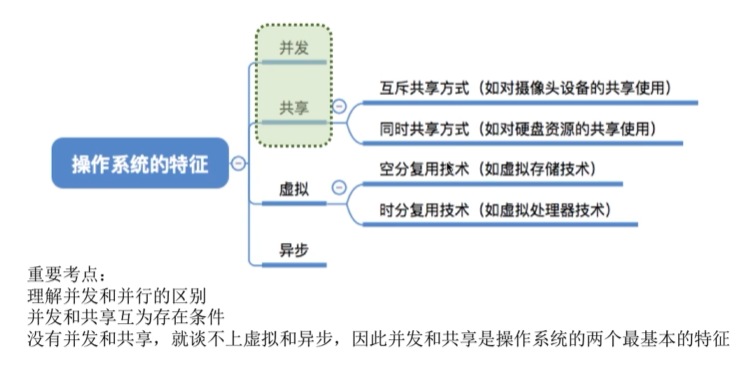 并发
共享
互斥共享方式（如对摄像头设备的共享使用）
同时共享方式（如对硬盘资源的共享使用）
操作系统的特征
虚拟
空分复用技术（如虚拟存储技术）
时分复用技术（如虚拟处理器技术）
异步
重要考点：
理解并发和并行的区别
并发和共享互为存在条件
没有并发和共享，就谈不上虚拟和异步，因此并发和共享是操作系统的两个最基本的特征